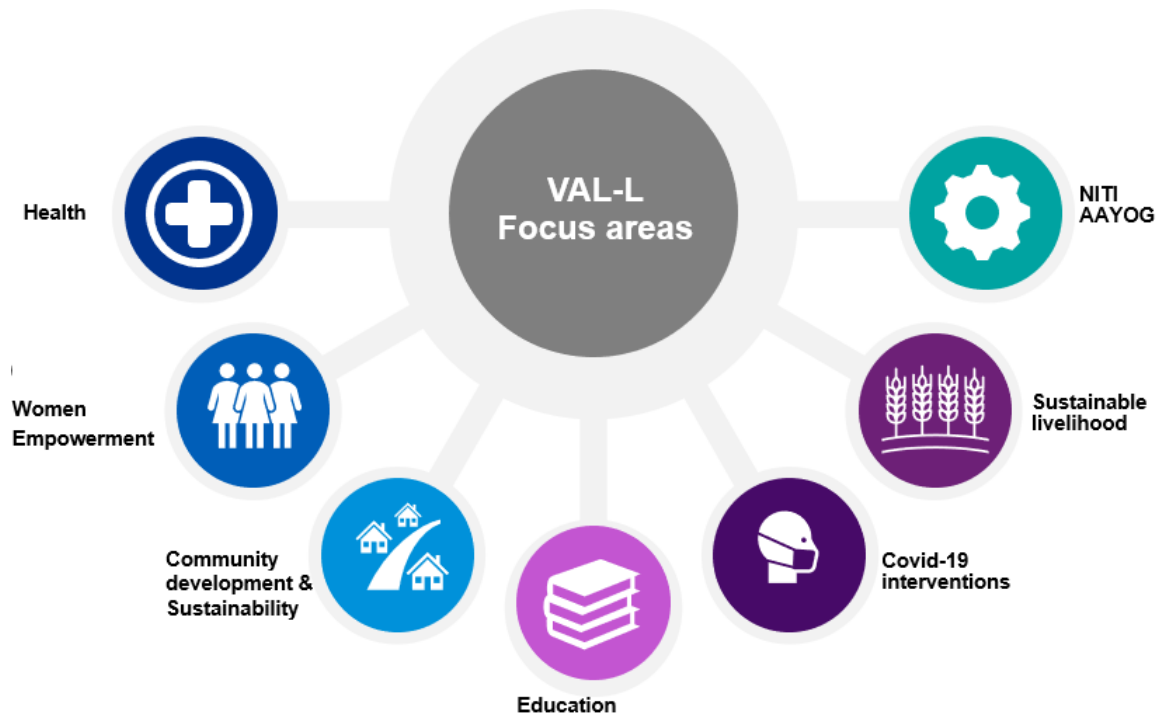 VAL-L
Focus areas
Health
NITI
AAYOG
Women
Empowerment
Sustainable
livelihood
Community
development &
Sustainability
Covid-19
interventions
Education